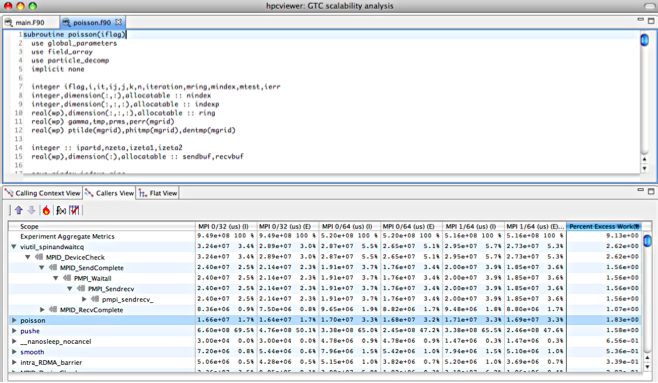 hpcviewer: GTC scalability analysis
main.F90 poisson.f90
1 subroutine poisson(iflag)
2 use global_parameters
3 use field_array
4 use particle_decomp
5 implicit none
6
7 integer iflag,i,it,ij,j,k,n,iteration,mring,mindex,mtest,ierr
8 integer,dimension(:,:),allocatable :: nindex
9 integer,dimension(:,:,:),allocatable :: indexp
10 real(wp),dimension(:,:,:),allocatable :: ring
11 real(wp) gamma,tmp,prms,perr(mgrid)
12 real(wp) ptilde(mgrid),phitmp(mgrid),dentmp(mgrid)
13
14 integer :: ipartd,nzeta,izeta1,izeta2
15 real(wp),dimension(:),allocatable :: sendbuf,recvbuf
16
Calling Context View Callers View Flat View
Scope MPI 0/32 (us) (I) MPI 0/32 (us) (E) MPI 0/64 (us) (I) MPI 0/64 (us) (E) MPI 1/64 (us) (I) MPI 1/64 (us) (E)... Percent Excess Work
Experiment Aggregate Metrics 9.49e+08 100 % 9.49e+08 100 % 5.20e+08 100 % 5.20e+08 100 % 5.16e+08 100 % 5.16e+08 100 % 9.13e+00
viutil_spinandwaitcq 3.24e+07 3.4% 2.89e+07 3.0% 2.87e+07 5.5% 2.65e+07 5.1% 2.95e+07 5.7% 2.73e+07 5.3% 2.62e+00
MPID_DeviceCheck 3.24e+07 3.4% 2.89e+07 3.0% 2.87e+07 5.5% 2.65e+07 5.1% 2.95e+07 5.7% 2.73e+07 5.3% 2.62e+00
MPID_SendComplete 2.40e+07 2.5% 2.14e+07 2.3% 1.91e+07 3.7% 1.76e+07 3.4% 2.00e+07 3.9% 1.85e+07 3.6% 1.56e+00
PMPI_Waitall 2.40e+07 2.5% 2.14e+07 2.3% 1.91e+07 3.7% 1.76e+07 3.4% 2.00e+07 3.9% 1.85e+07 3.6% 1.56e+00
PMPI_Sendrecv 2.40e+07 2.5% 2.14e+07 2.3% 1.91e+07 3.7% 1.76e+07 3.4% 2.00e+07 3.9% 1.85e+07 3.6% 1.56e+00
pmpi_sendrecv_ 2.40e+07 2.5% 2.14e+07 2.3% 1.91e+07 3.7% 1.76e+07 3.4% 2.00e+07 3.9% 1.85e+07 3.6% 1.56e+00
MPID_RecvComplete 8.36e+06 0.9% 7.50e+06 0.8% 9.65e+06 1.9% 8.82e+06 1.7% 9.48e+06 1.8% 8.80e+06 1.7% 1.07e+00
poisson 1.66e+07 1.7% 1.64e+07 1.7% 1.70e+07 3.3% 1.68e+07 3.2% 1.71e+07 3.3% 1.69e+07 3.3% 1.83e+00
pushe 6.60e+08 69.5% 4.76e+08 50.1% 3.38e+08 65.0% 2.45e+08 47.2% 3.38e+08 65.5% 2.46e+08 47.6% 1.58e+00
__nanosleep_nocancel 3.00e+04 0.0% 3.00e+04 0.0% 4.78e+06 0.9% 4.78e+06 0.9% 3.47e+06 0.7% 3.47e+06 0.7% 6.56e-01
smooth 7.20e+06 0.8% 5.44e+06 0.6% 7.96e+06 1.5% 5.42e+06 1.0% 7.94e+06 1.5% 5.10e+06 1.0% 5.36e-01
intra_RDMA_barrier 5.06e+06 0.5% 4.28e+06 0.5% 5.15e+06 1.0% 3.82e+06 0.7% 5.20e+06 1.0% 3.69e+06 0.7% 3.39e-01